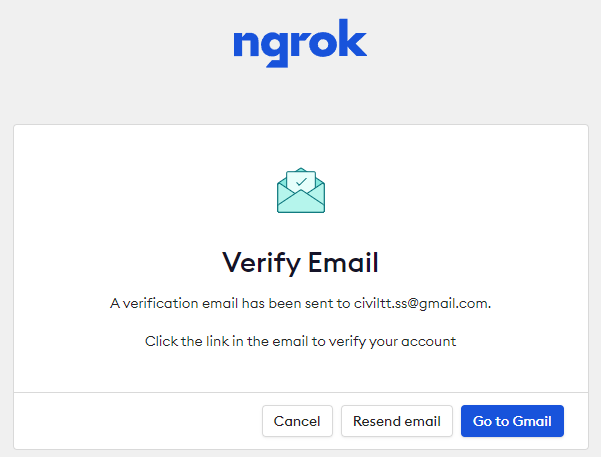 ngrok
Verify Email
A verification email has been sent to civiltt.ss@gmail.com.
Click the link in the email to verify your account
Cancel
Resend email
Go to Gmail